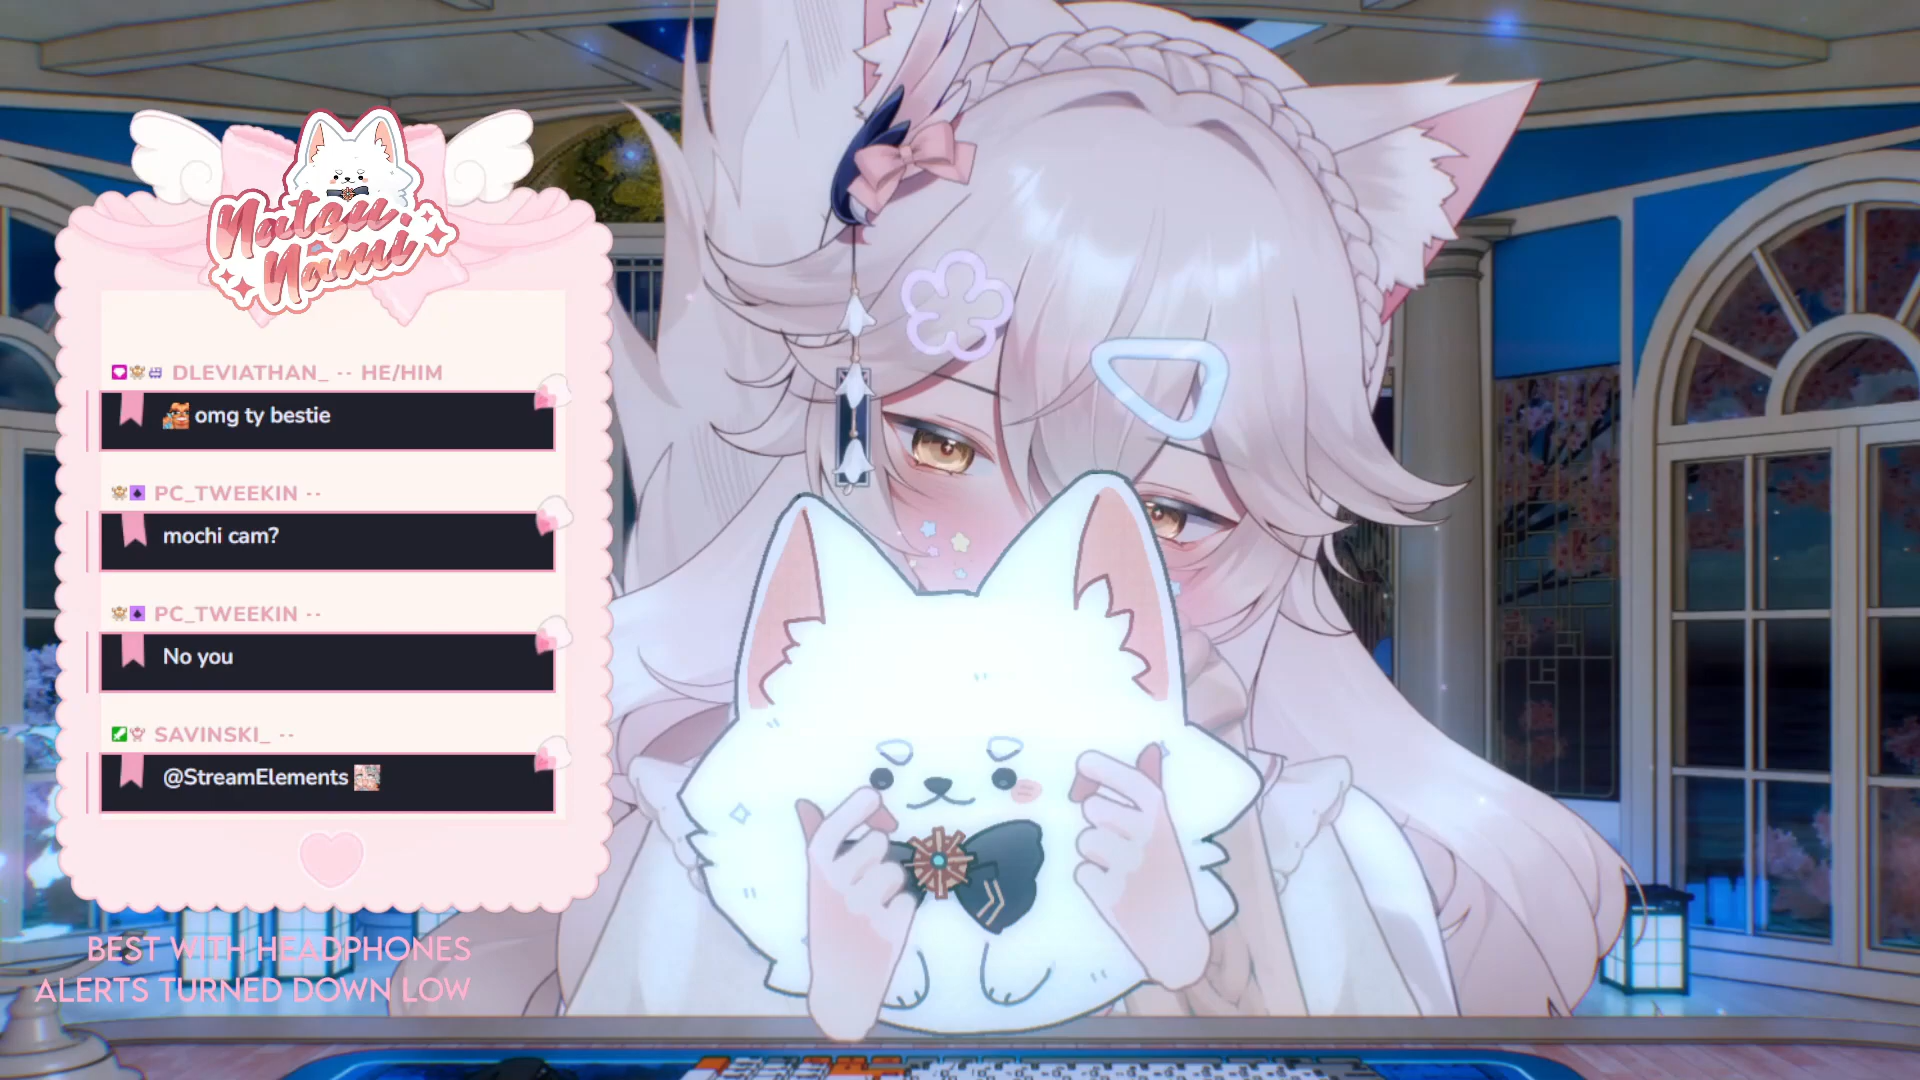 Natsu
Nami
DLEVIATHAN_ -- HE/HIM
omg ty bestie
PC_TWEEKIN --
mochi cam?
PC_TWEEKIN --
No you
SAVINSKI_ --
@StreamElements
BEST WITH HEADPHONES
ALERTS TURNED DOWN LOW